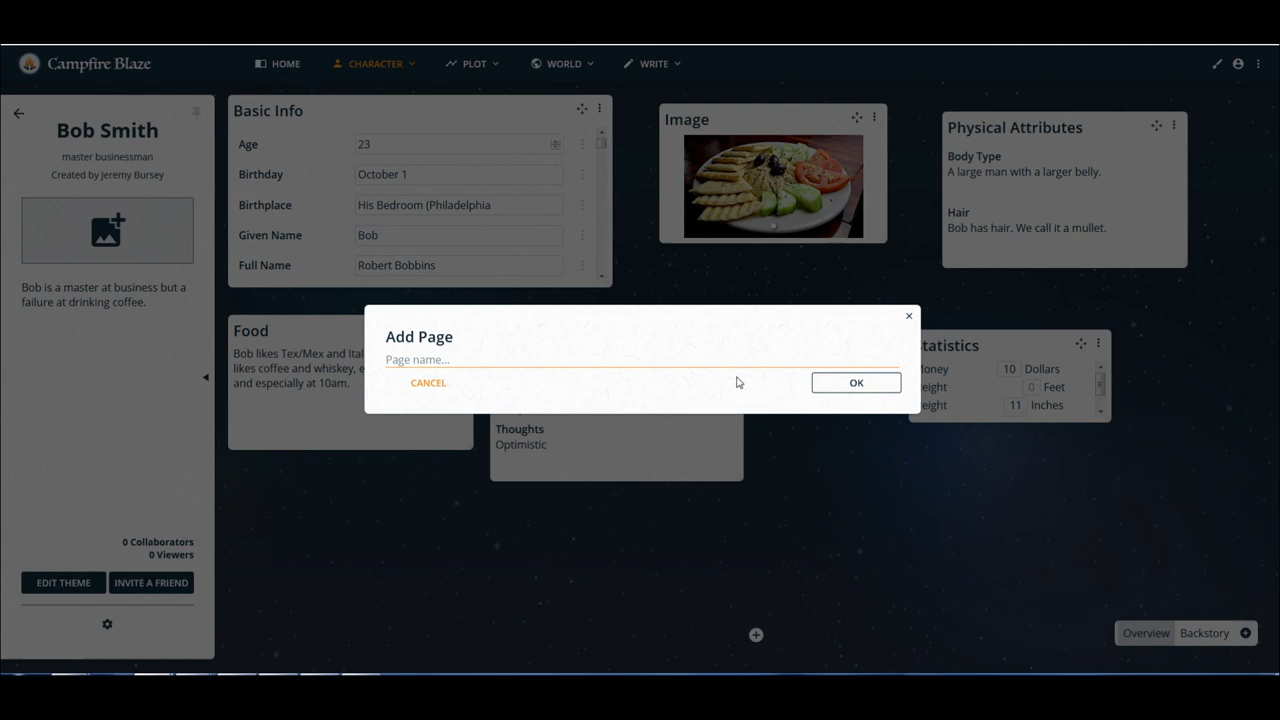 Campfire Blaze
HOME
CHARACTER
PLOT
WORLD
WRITE
Bob Smith
master businessman
Created by Jeremy Bursey
Bob is a master at business but a
failure at drinking coffee.
0 Collaborators
0 Viewers
EDIT THEME
INVITE A FRIEND
Basic Info
Age 23
Birthday October 1
Birthplace His Bedroom (Philadelphia
Given Name Bob
Full Name Robert Bobbins
Image
Physical Attributes
Body Type
A large man with a larger belly.
Hair
Bob has hair. We call it a mullet.
Add Page
Page name...
CANCEL
OK
Food
Bob likes Tex/Mex and Ital
likes coffee and whiskey, e
and especially at 10am.
Thoughts
Optimistic
tatistics
Money 10 Dollars
eight 0 Feet
eight 11 Inches
Overview
Backstory